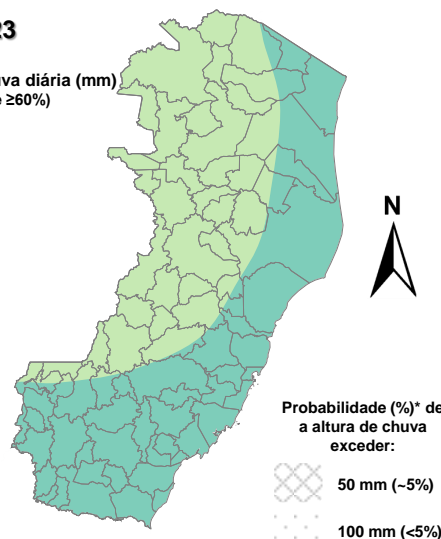 23
uva diária (mm)
e ≥60%)
N
Probabilidade (%)* de
a altura de chuva
exceder:
50 mm (~5%)
100 mm (<5%)